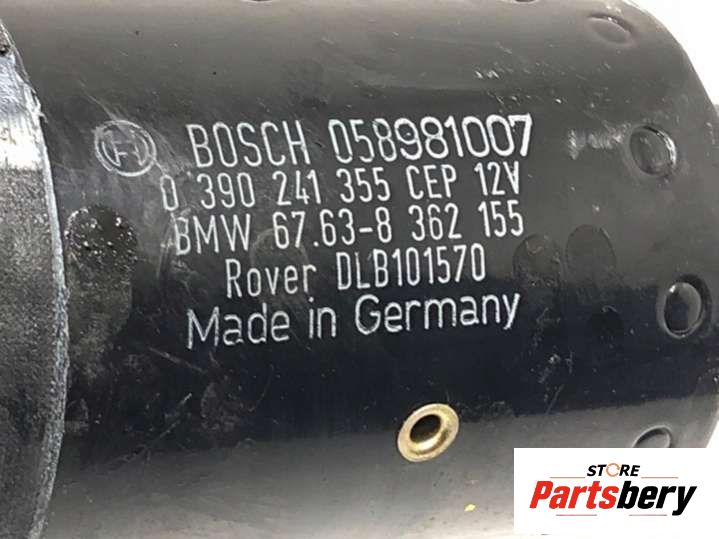 BOSCH 058981007
0 390 241 355 CEP 12V
BMW 67.63-8 362 155
Rover DLB101570
Made in Germany
STORE
Partsbery